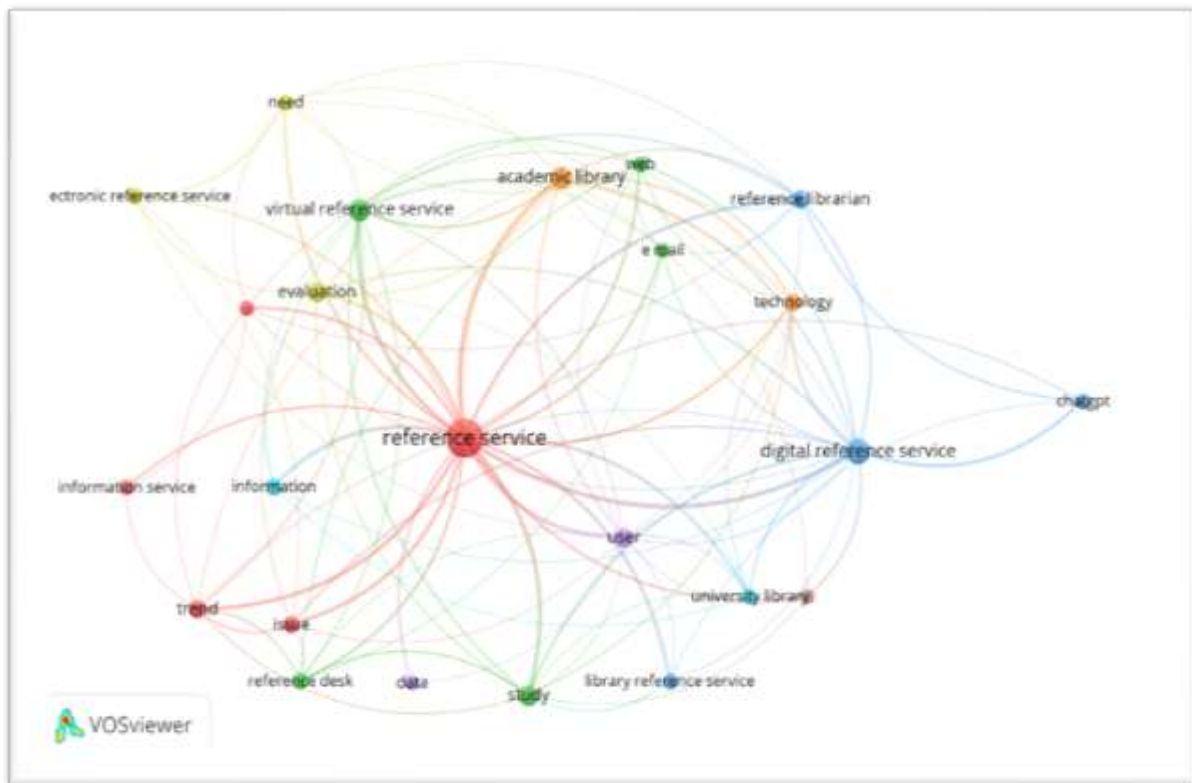 need
web
academic library
ectronic reference service
reference librarian
virtual reference service
e mail
evaluation
technology
chatgpt
reference service
digital reference service
information service
information
user
university library
trend
issue
reference desk
data
library reference service
study
VOSviewer